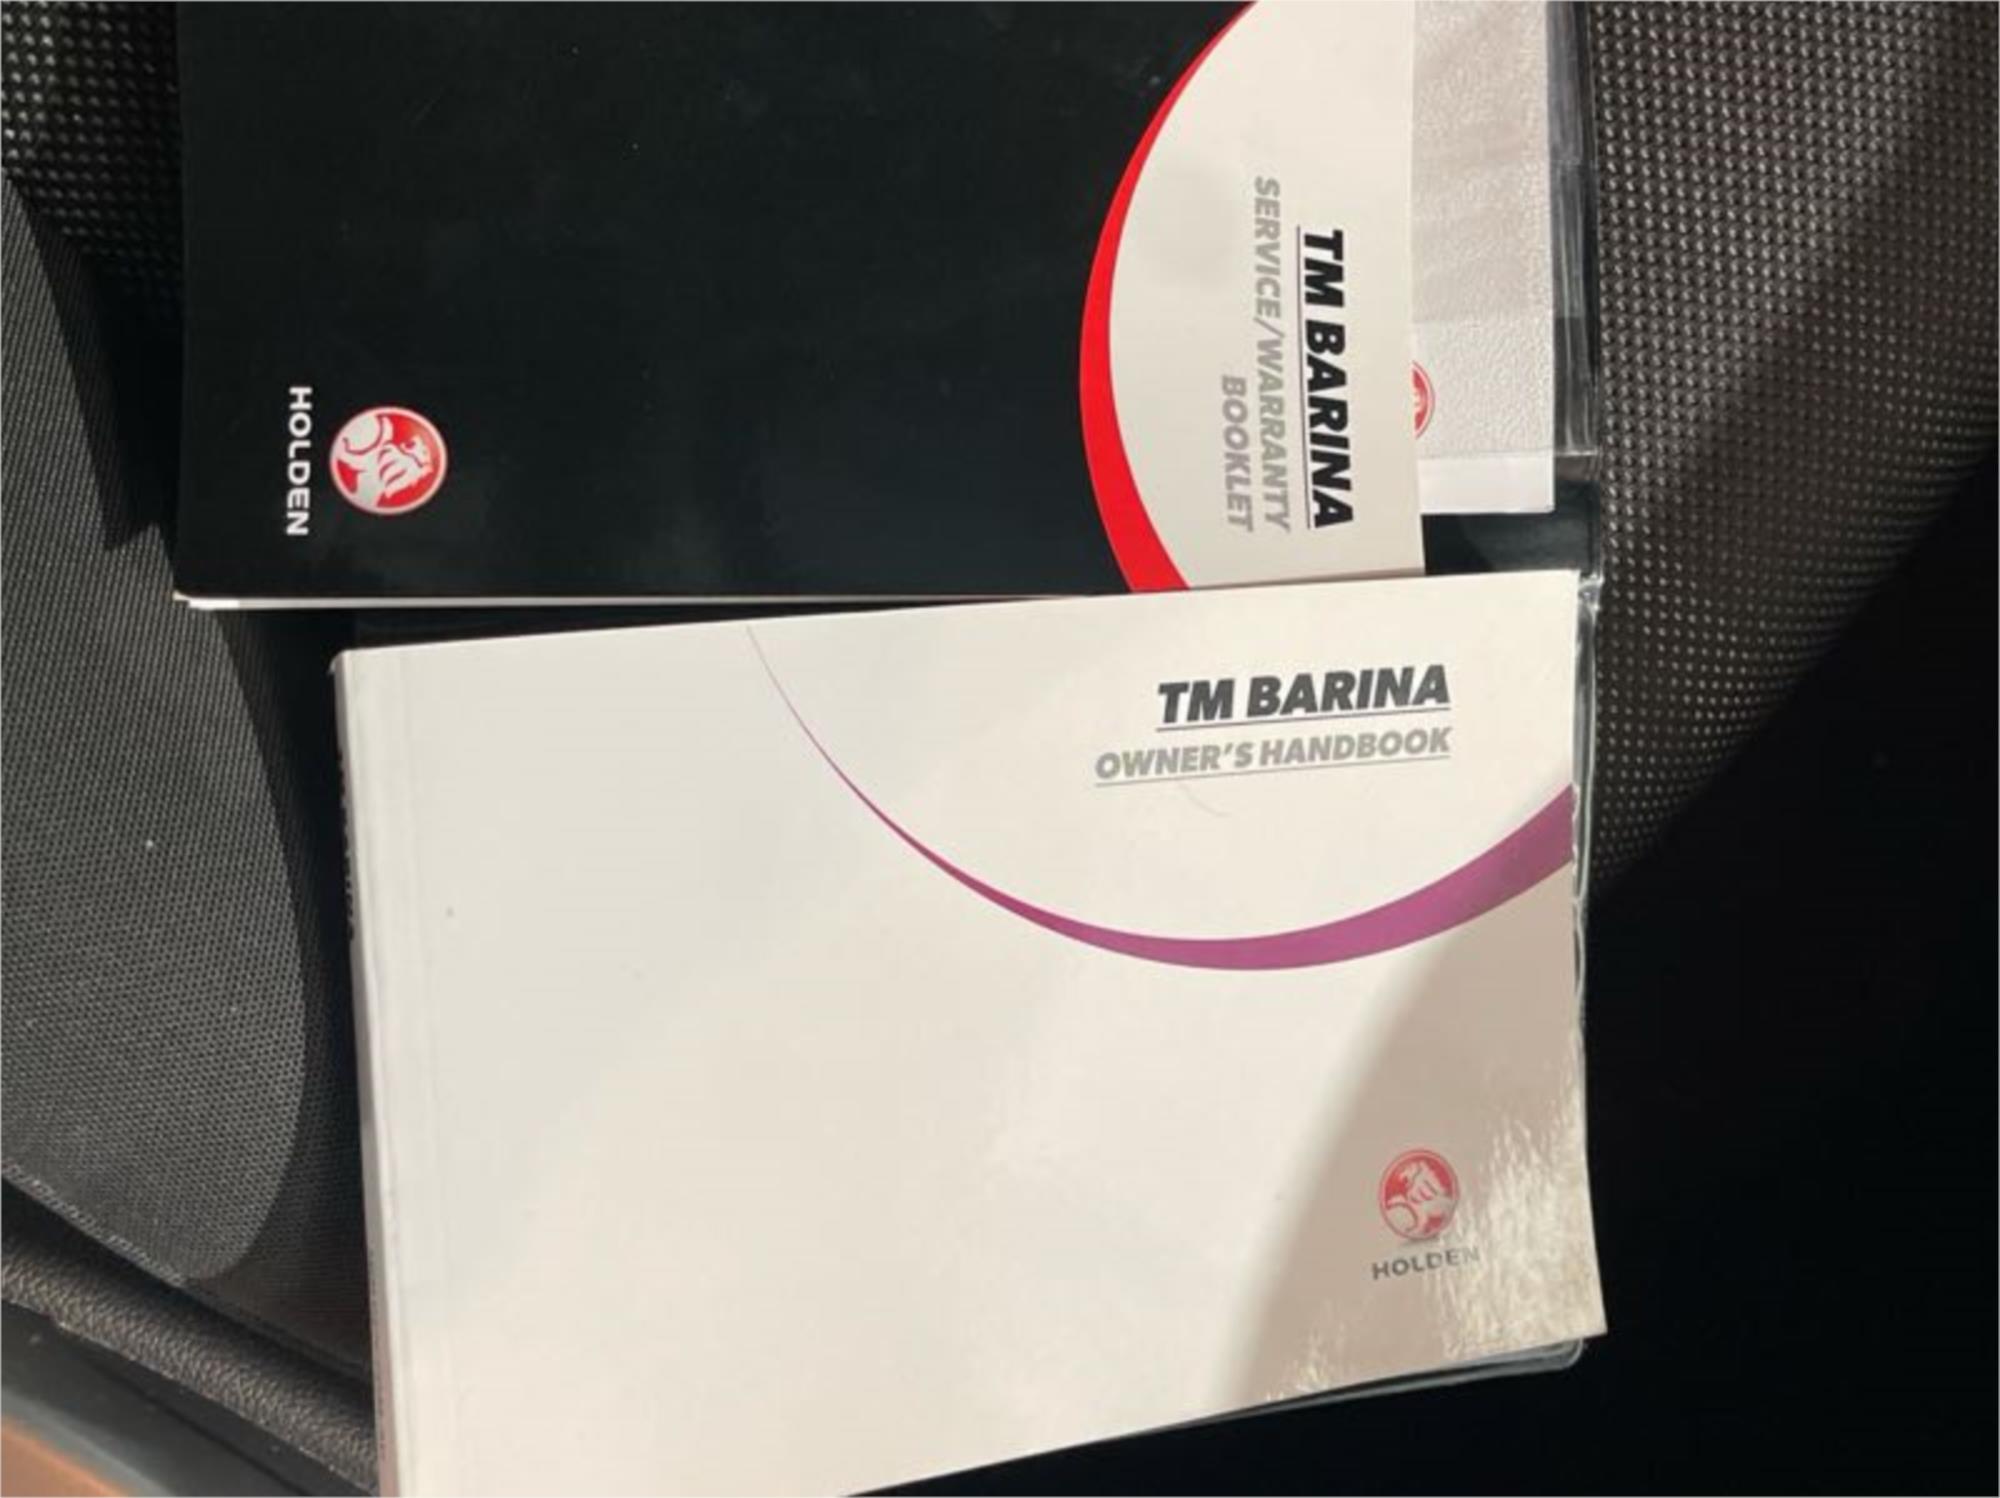 TM BARINA
SERVICE/WARRANTY
BOOKLET
HOLDEN
TM BARINA
OWNER'S HANDBOOK
HOLDEN